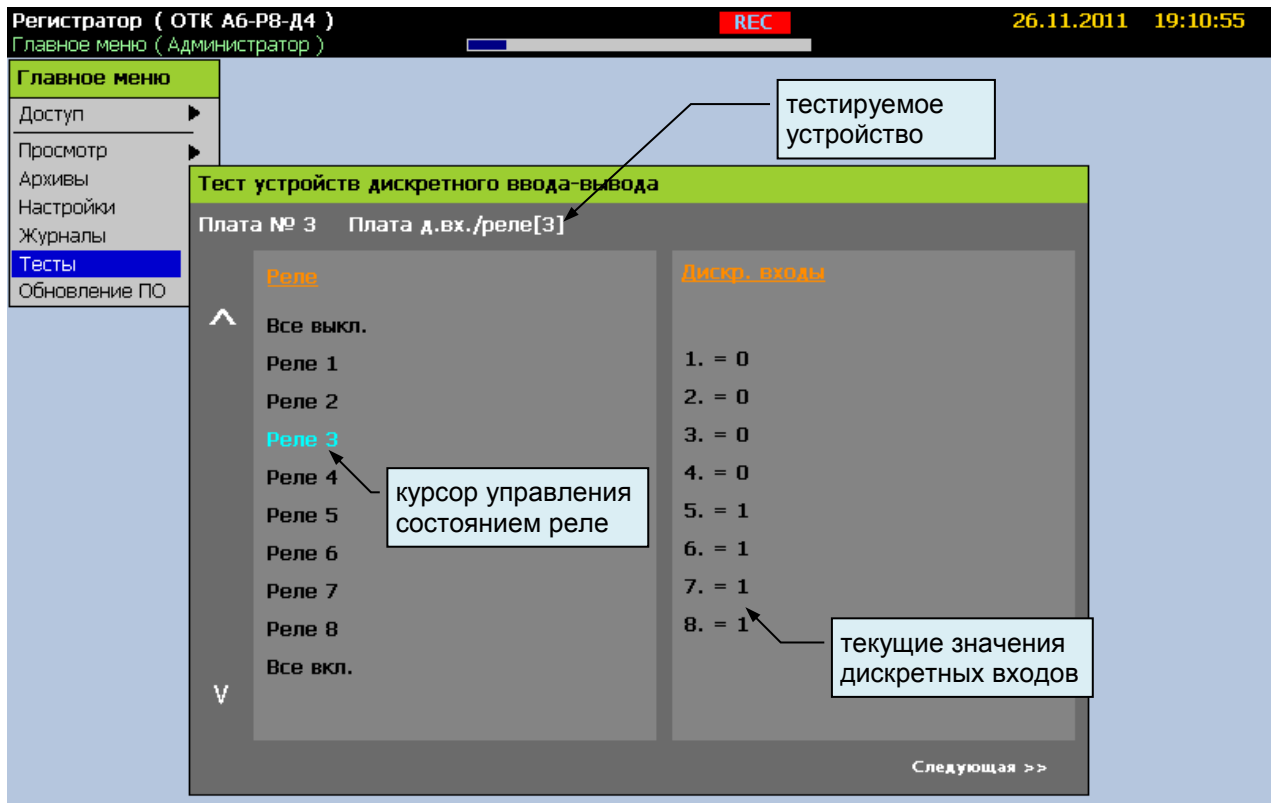 Регистратор ( ОТК А6-Р8-Д4 )
REC
26.11.2011 19:10:55
Главное меню ( Администратор )
Главное меню
Доступ
Просмотр
Архивы
Настройки
Журналы
Тесты
Обновление ПО
тестируемое
устройство
Тест устройств дискретного ввода-вывода
Плата № 3 Плата д.вх./реле[3]
Реле
Все выкл.
Реле 1
Реле 2
Реле 3
Реле 4
Реле 5
Реле 6
Реле 7
Реле 8
Все вкл.
курсор управления
состоянием реле
Дискр. входы
1. = 0
2. = 0
3. = 0
4. = 0
5. = 1
6. = 1
7. = 1
8. = 1
текущие значения
дискретных входов
Следующая >>